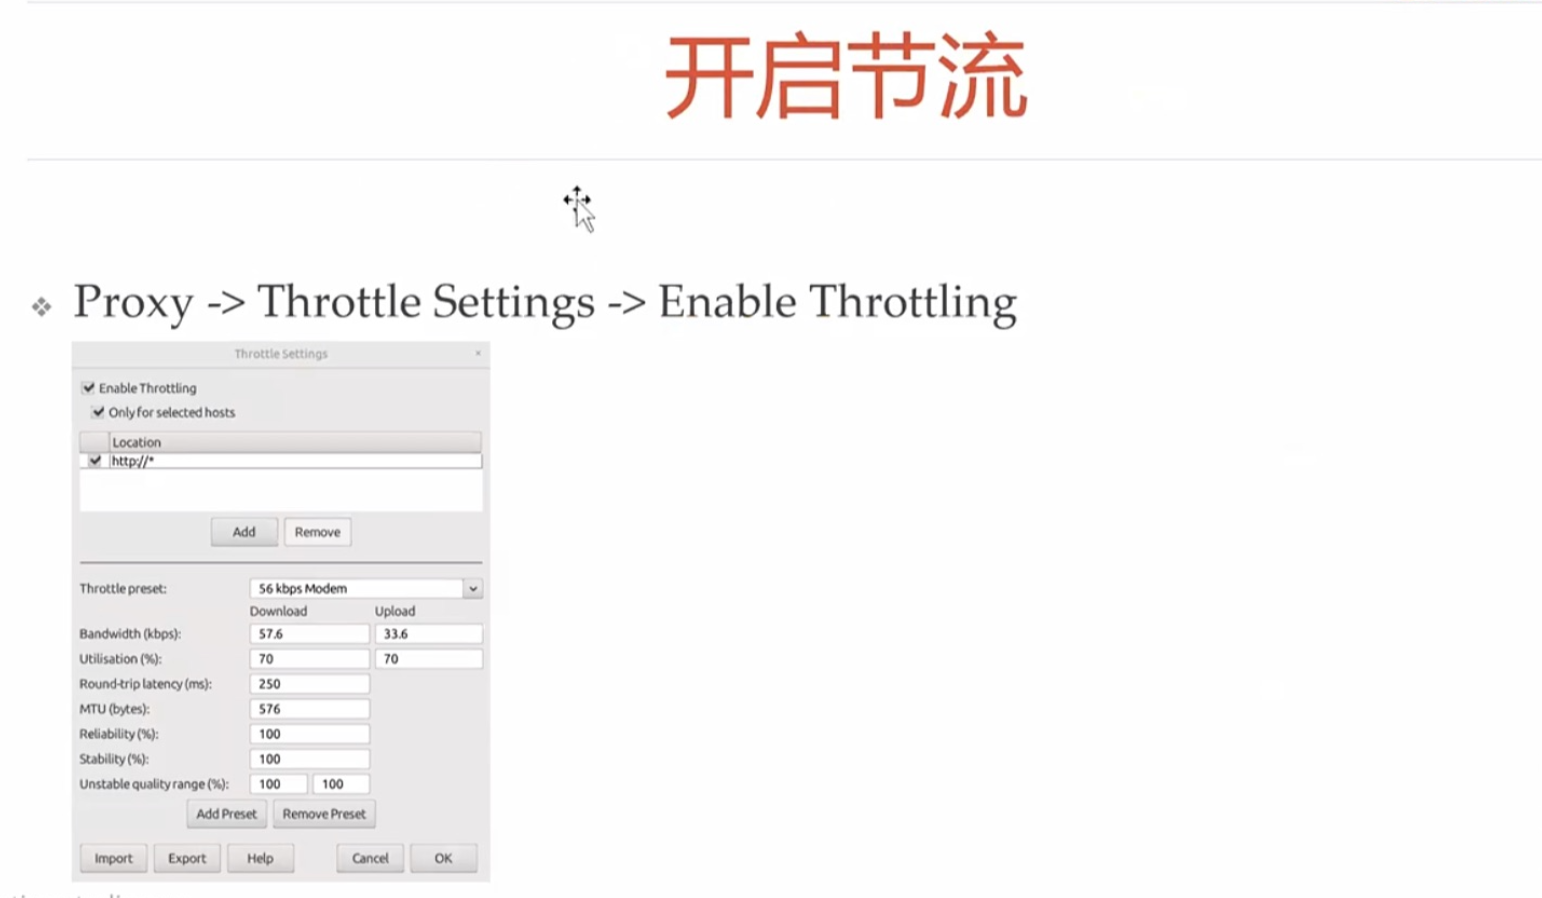 开启节流
Proxy -> Throttle Settings -> Enable Throttling
Throttle Settings
Enable Throttling
Only for selected hosts
Location
http://*
Add Remove
Throttle preset: 56 kbps Modem
Download Upload
Bandwidth (kbps): 57.6 33.6
Utilisation (%): 70 70
Round-trip latency (ms): 250
MTU (bytes): 576
Reliability (%): 100
Stability (%): 100
Unstable quality range (%): 100 100
Add Preset Remove Preset
Import Export Help Cancel OK